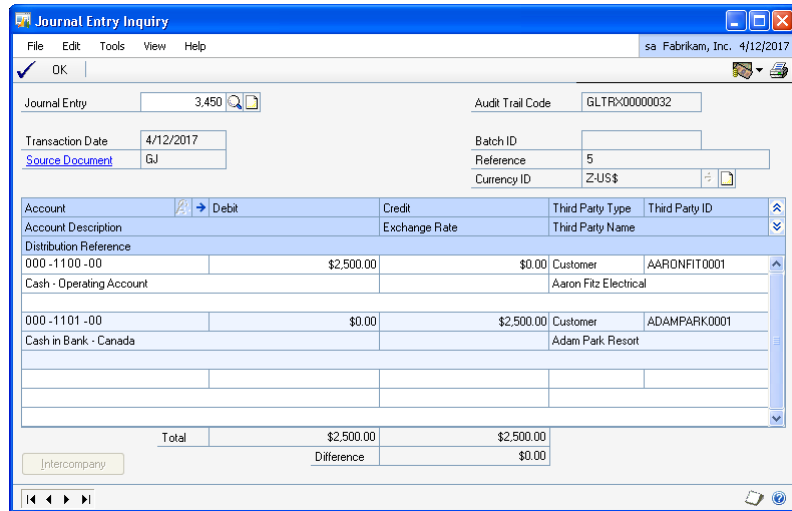 Journal Entry Inquiry
File Edit Tools View Help
sa Fabrikam, Inc. 4/12/2017
OK
Journal Entry 3,450 Audit Trail Code GLTRX00000032
Transaction Date 4/12/2017 Batch ID
Source Document GJ Reference 5
Currency ID Z-US$
Account Debit Credit Third Party Type Third Party ID
Account Description Exchange Rate Third Party Name
Distribution Reference
000 -1100 -00 $2,500.00 $0.00 Customer AARONFIT0001
Cash - Operating Account Aaron Fitz Electrical
000 -1101 -00 $0.00 $2,500.00 Customer ADAMPARK0001
Cash in Bank - Canada Adam Park Resort
Total $2,500.00 $2,500.00
Difference $0.00
Intercompany